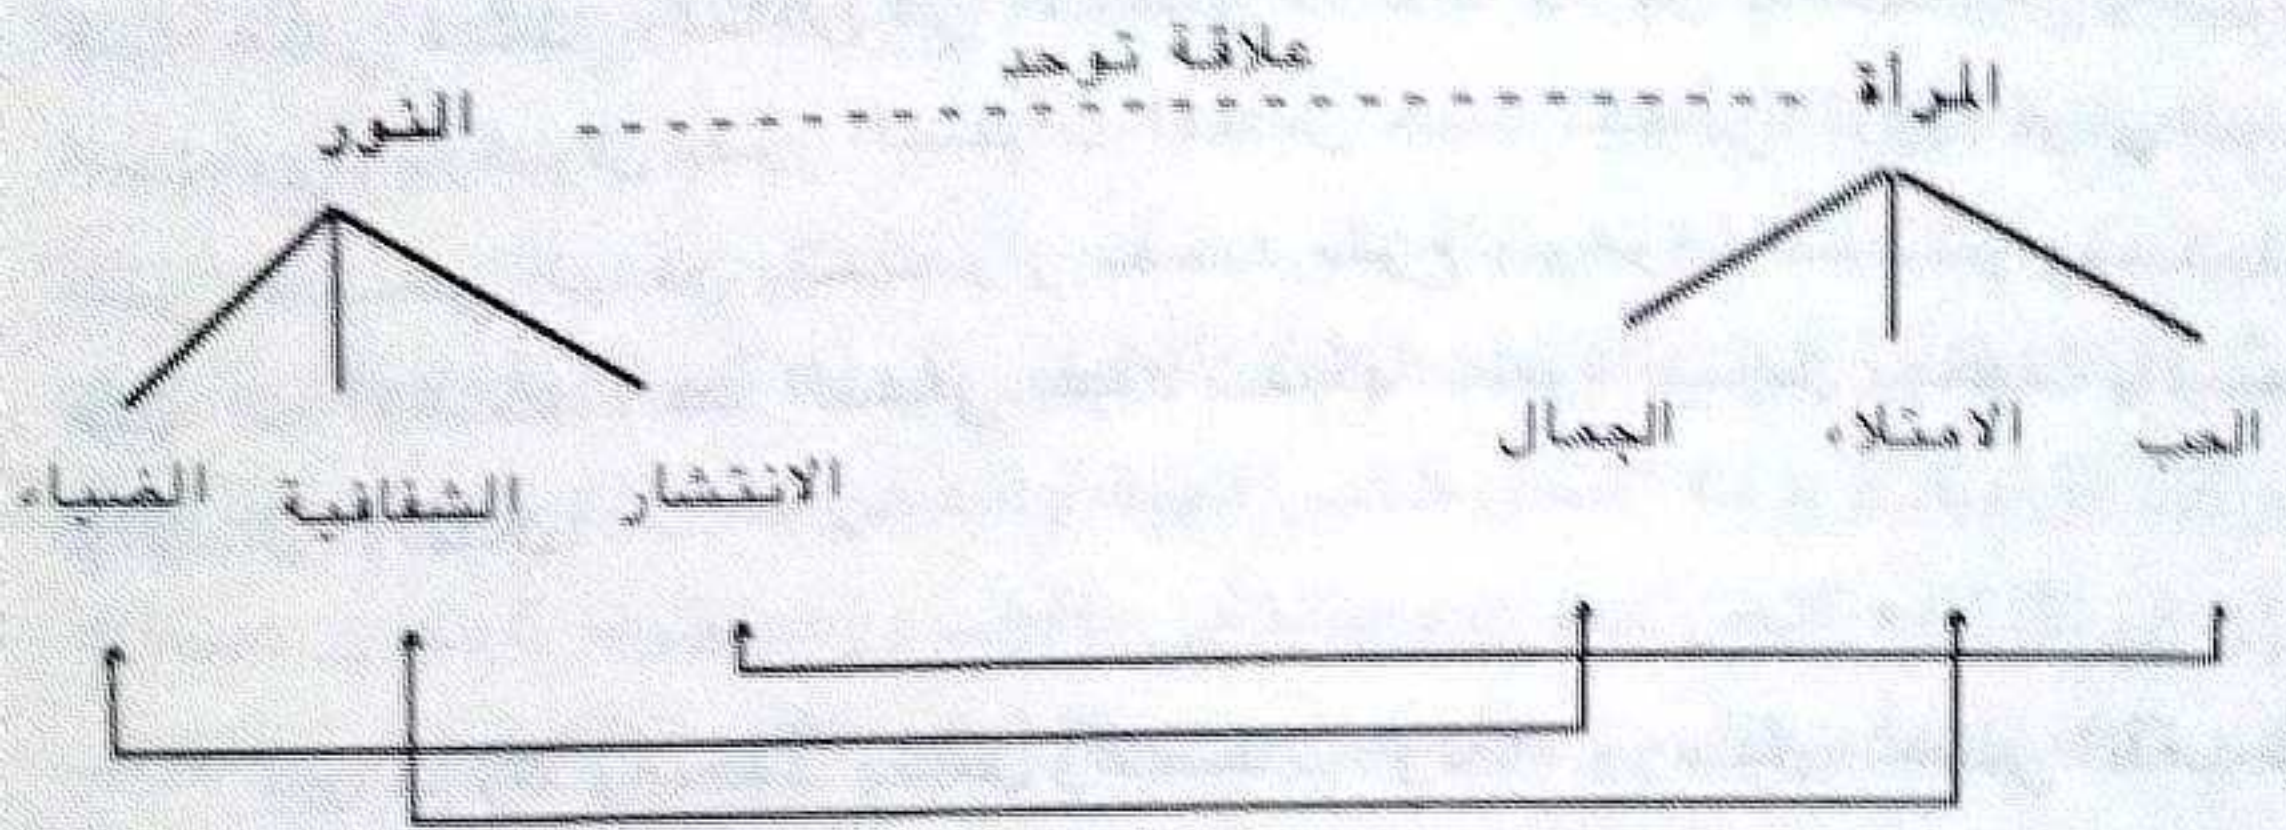 علاقة توحد
المرأة
النور
الحب الامتلاء الجمال
الانتشار الشفافية الضياء